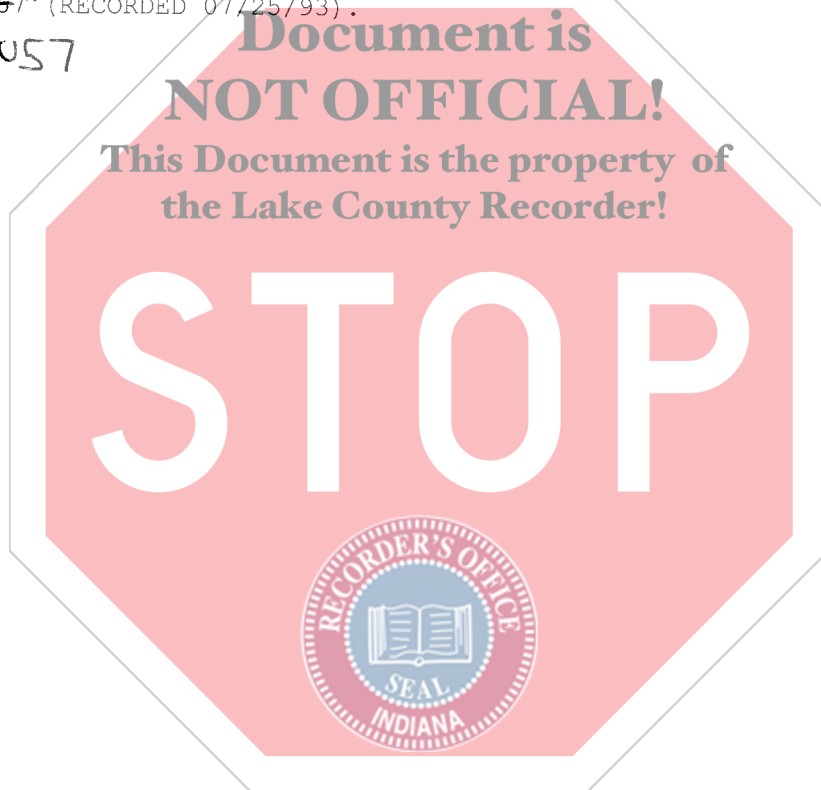 (RECORDED 07/25/93).
Document is
057
NOT OFFICIAL!
This Document is the property of
the Lake County Recorder!
STOP
RECORDER'S OFFICE
SEAL
INDIANA